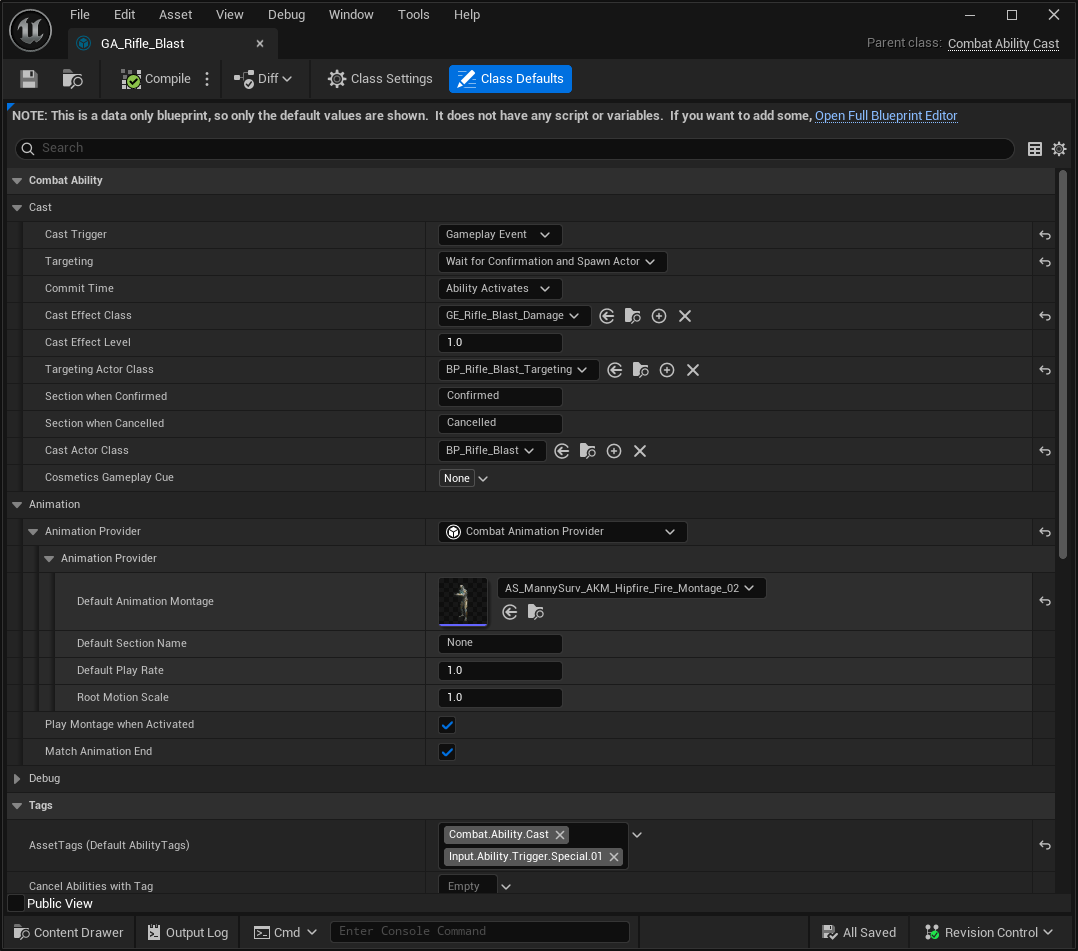 File Edit Asset View Debug Window Tools Help
GA_Rifle_Blast
Parent class: Combat Ability Cast
Compile Diff Class Settings Class Defaults
NOTE: This is a data only blueprint, so only the default values are shown. It does not have any script or variables. If you want to add some, Open Full Blueprint Editor
Search
Combat Ability
Cast
Cast Trigger Gameplay Event
Targeting Wait for Confirmation and Spawn Actor
Commit Time Ability Activates
Cast Effect Class GE_Rifle_Blast_Damage
Cast Effect Level 1.0
Targeting Actor Class BP_Rifle_Blast_Targeting
Section when Confirmed Confirmed
Section when Cancelled Cancelled
Cast Actor Class BP_Rifle_Blast
Cosmetics Gameplay Cue None
Animation
Animation Provider Combat Animation Provider
Animation Provider
Default Animation Montage AS_MannySurv_AKM_Hipfire_Fire_Montage_02
Default Section Name None
Default Play Rate 1.0
Root Motion Scale 1.0
Play Montage when Activated
Match Animation End
Debug
Tags
AssetTags (Default AbilityTags) Combat.Ability.Cast
Input.Ability.Trigger.Special.01
Cancel Abilities with Tag Empty
Public View
Content Drawer Output Log Cmd Enter Console Command All Saved Revision Control